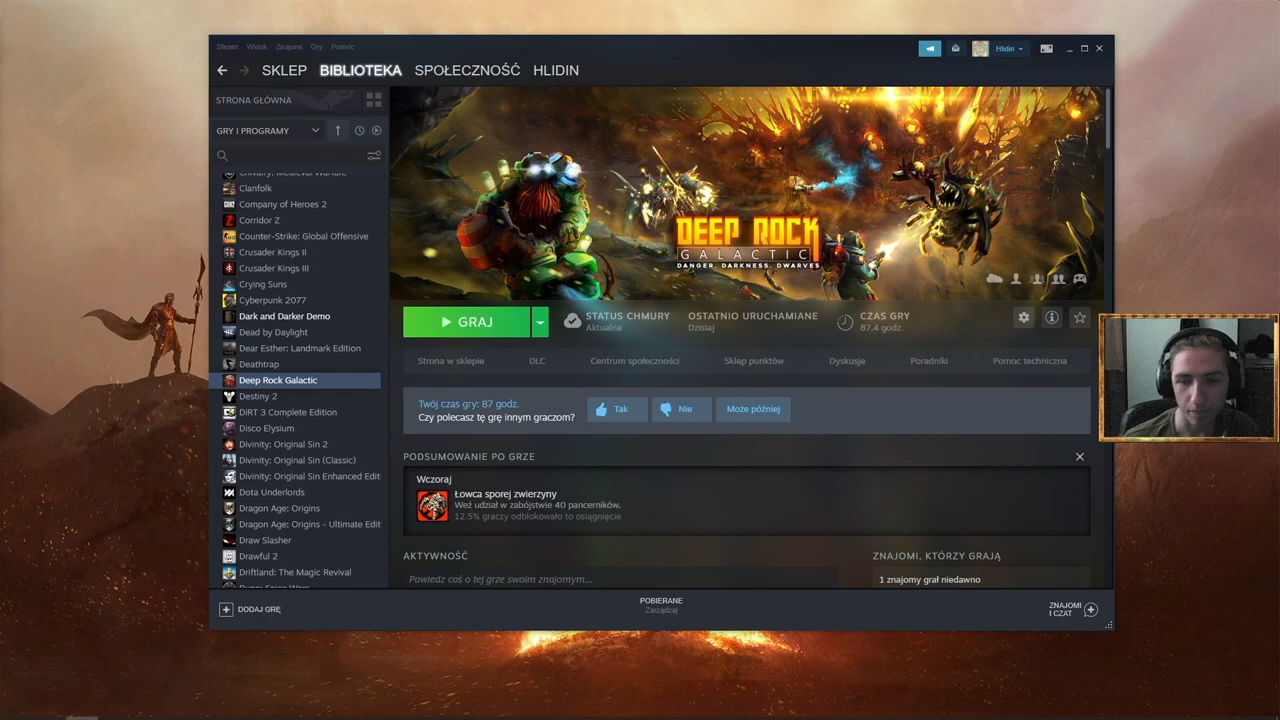 Steam Widok Znajomi Gry Pomoc
Hlidin
SKLEP BIBLIOTEKA SPOŁECZNOŚĆ HLIDIN
STRONA GŁÓWNA
GRY I PROGRAMY
Chivalry: Medieval Warfare
Clanfolk
Company of Heroes 2
Corridor Z
Counter-Strike: Global Offensive
Crusader Kings II
Crusader Kings III
Crying Suns
Cyberpunk 2077
Dark and Darker Demo
Dead by Daylight
Dear Esther: Landmark Edition
Deathtrap
Deep Rock Galactic
Destiny 2
DiRT 3 Complete Edition
Disco Elysium
Divinity: Original Sin 2
Divinity: Original Sin (Classic)
Divinity: Original Sin Enhanced Edit
Dota Underlords
Dragon Age: Origins
Dragon Age: Origins - Ultimate Edit
Draw Slasher
Drawful 2
Driftland: The Magic Revival
DEEP ROCK
GALACTIC
DANGER. DARKNESS. DWARVES.
GRAJ
STATUS CHMURY
Aktualna
OSTATNIO URUCHAMIANE
Dzisiaj
CZAS GRY
87,4 godz.
Strona w sklepie DLC Centrum społeczności Sklep punktów Dyskusje Poradniki Pomoc techniczna
Twój czas gry: 87 godz.
Czy polecasz tę grę innym graczom?
Tak Nie Może później
PODSUMOWANIE PO GRZE
Wczoraj
Łowca sporej zwierzyny
Weź udział w zabójstwie 40 pancerników.
12.5% graczy odblokowało to osiągnięcie
AKTYWNOŚĆ
Powiedz coś o tej grze swoim znajomym...
ZNAJOMI, KTÓRZY GRAJĄ
1 znajomy grał niedawno
DODAJ GRĘ
POBIERANE
Zarządzaj
ZNAJOMI
I CZAT